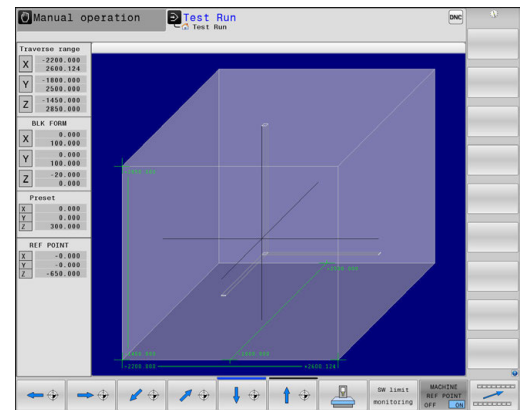 Manual operation
Test Run
Test Run
DNC
Traverse range
X -2200.000
2600.124
Y -1800.000
2500.000
Z -1450.000
2850.000
BLK FORM
X 0.000
100.000
Y 0.000
100.000
Z -20.000
0.000
Preset
X 0.000
Y 0.000
Z 300.000
REF POINT
X -0.000
Y -0.000
Z -650.000
-2200.000
+2600.124
SW limit
monitoring
MACHINE
REF POINT
OFF ON